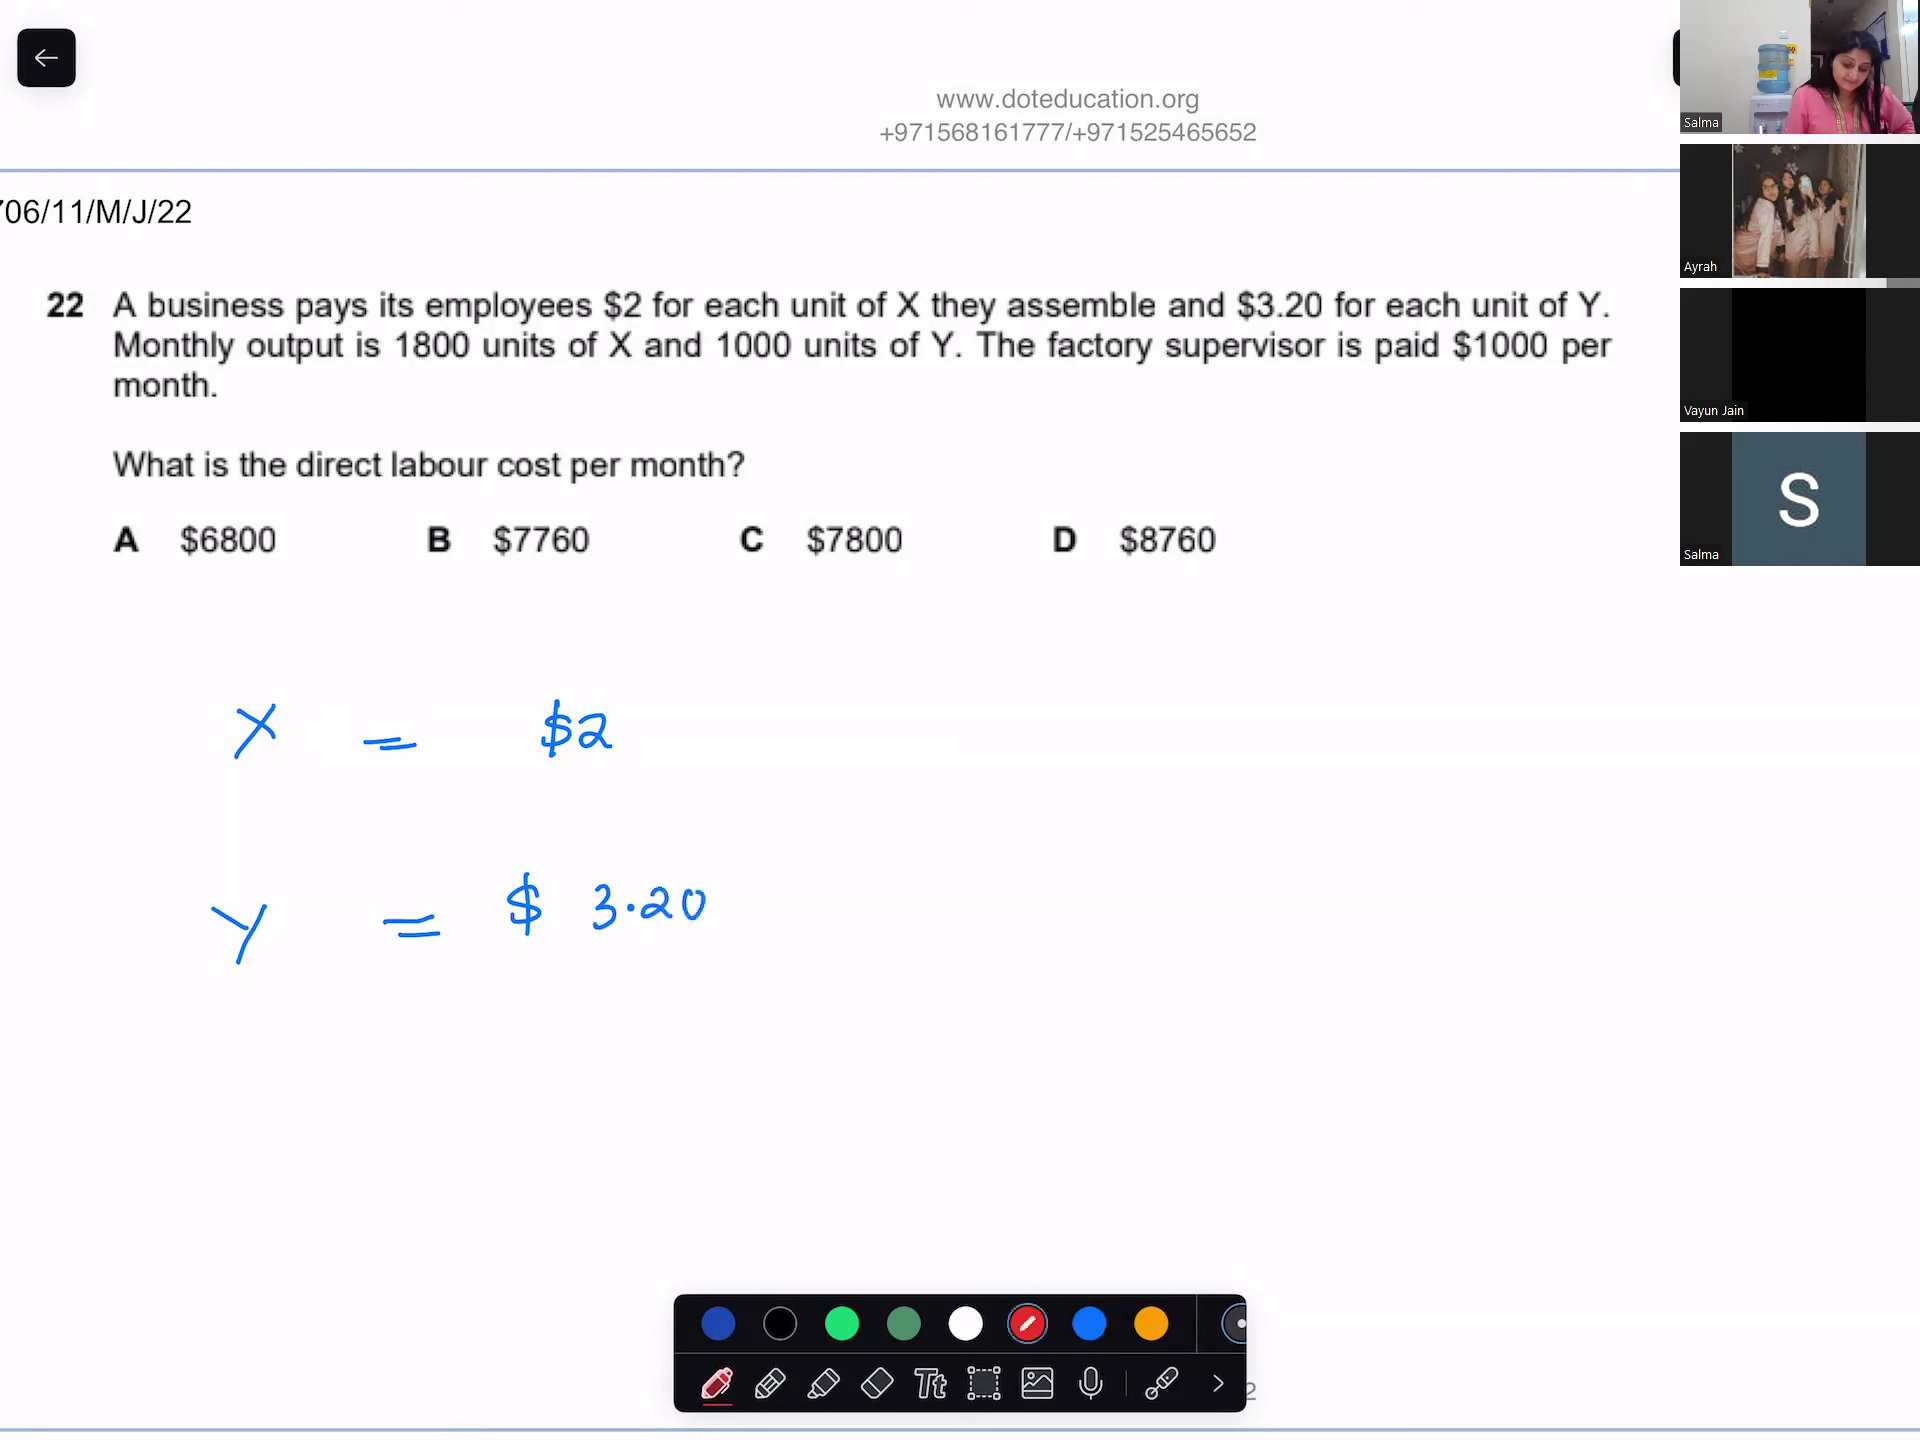 www.doteducation.org
+971568161777/+971525465652
706/11/M/J/22
22 A business pays its employees $2 for each unit of X they assemble and $3.20 for each unit of Y.
Monthly output is 1800 units of X and 1000 units of Y. The factory supervisor is paid $1000 per
month.
What is the direct labour cost per month?
A $6800 B $7760 C $7800 D $8760
X = $2
Y = $ 3.20
Tt
2
Salma
Ayrah
Vayun Jain
S
Salma